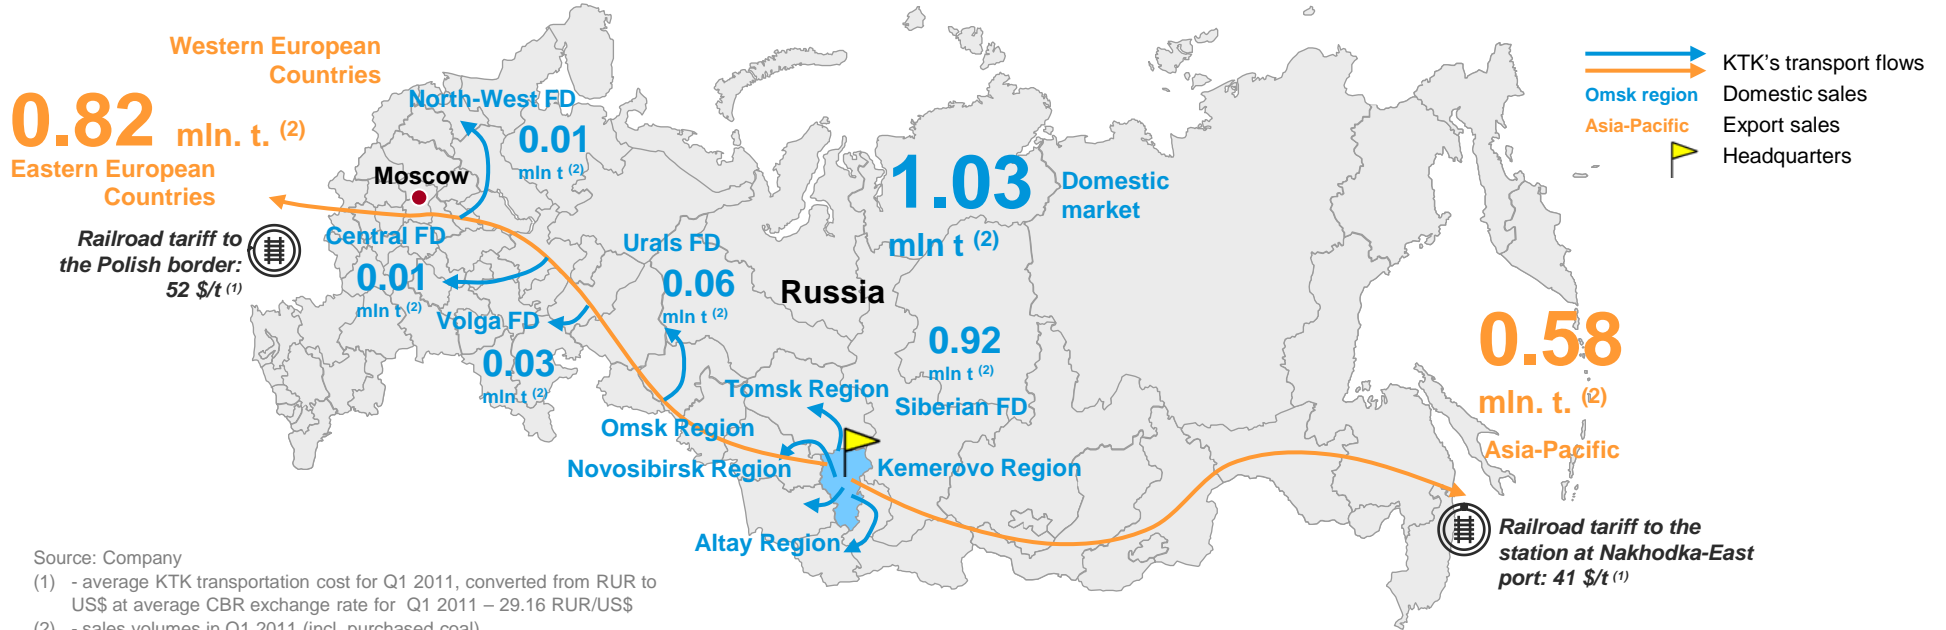 Western European
Countries
0.82 mln. t. (2)
Eastern European
Countries
Railroad tariff to
the Polish border:
52 $/t (1)
North-West FD
0.01
mln t (2)
Moscow
Central FD
0.01
mln t (2)
Volga FD
0.03
mln t (2)
Urals FD
0.06
mln t (2)
Russia
1.03
mln t (2)
Domestic
market
0.92
mln t (2)
Siberian FD
Tomsk Region
Omsk Region
Novosibirsk Region
Kemerovo Region
Altay Region
0.58
mln. t. (2)
Asia-Pacific
Railroad tariff to the
station at Nakhodka-East
port: 41 $/t (1)
KTK's transport flows
Omsk region Domestic sales
Asia-Pacific Export sales
Headquarters
Source: Company
(1) - average KTK transportation cost for Q1 2011, converted from RUR to
US$ at average CBR exchange rate for Q1 2011 – 29.16 RUR/US$
(2) - sales volumes in Q1 2011 (incl. purchased coal)